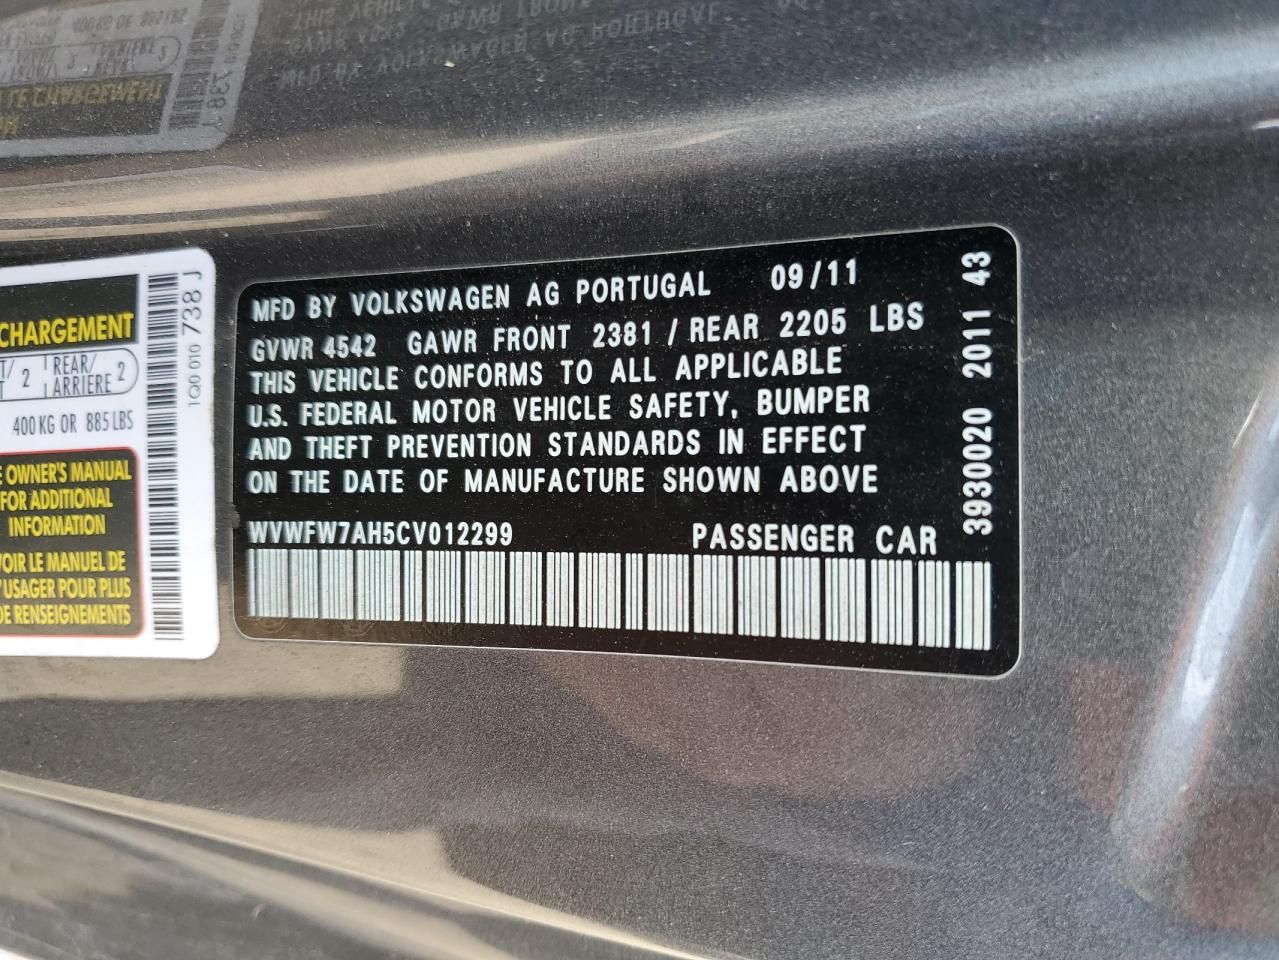 MFD BY VOLKSWAGEN AG PORTUGAL 09/11
GVWR 4542 GAWR FRONT 2381 / REAR 2205 LBS
THIS VEHICLE CONFORMS TO ALL APPLICABLE
U.S. FEDERAL MOTOR VEHICLE SAFETY, BUMPER
AND THEFT PREVENTION STANDARDS IN EFFECT
ON THE DATE OF MANUFACTURE SHOWN ABOVE
WVWFW7AH5CV012299 PASSENGER CAR
3930020 2011 43
CHARGEMENT
2 REAR/ 2
ARRIERE
400 KG OR 885 LBS
OWNER'S MANUAL
FOR ADDITIONAL
INFORMATION
VOIR LE MANUEL DE
L'USAGER POUR PLUS
DE RENSEIGNEMENTS
1Q0 010 738 J